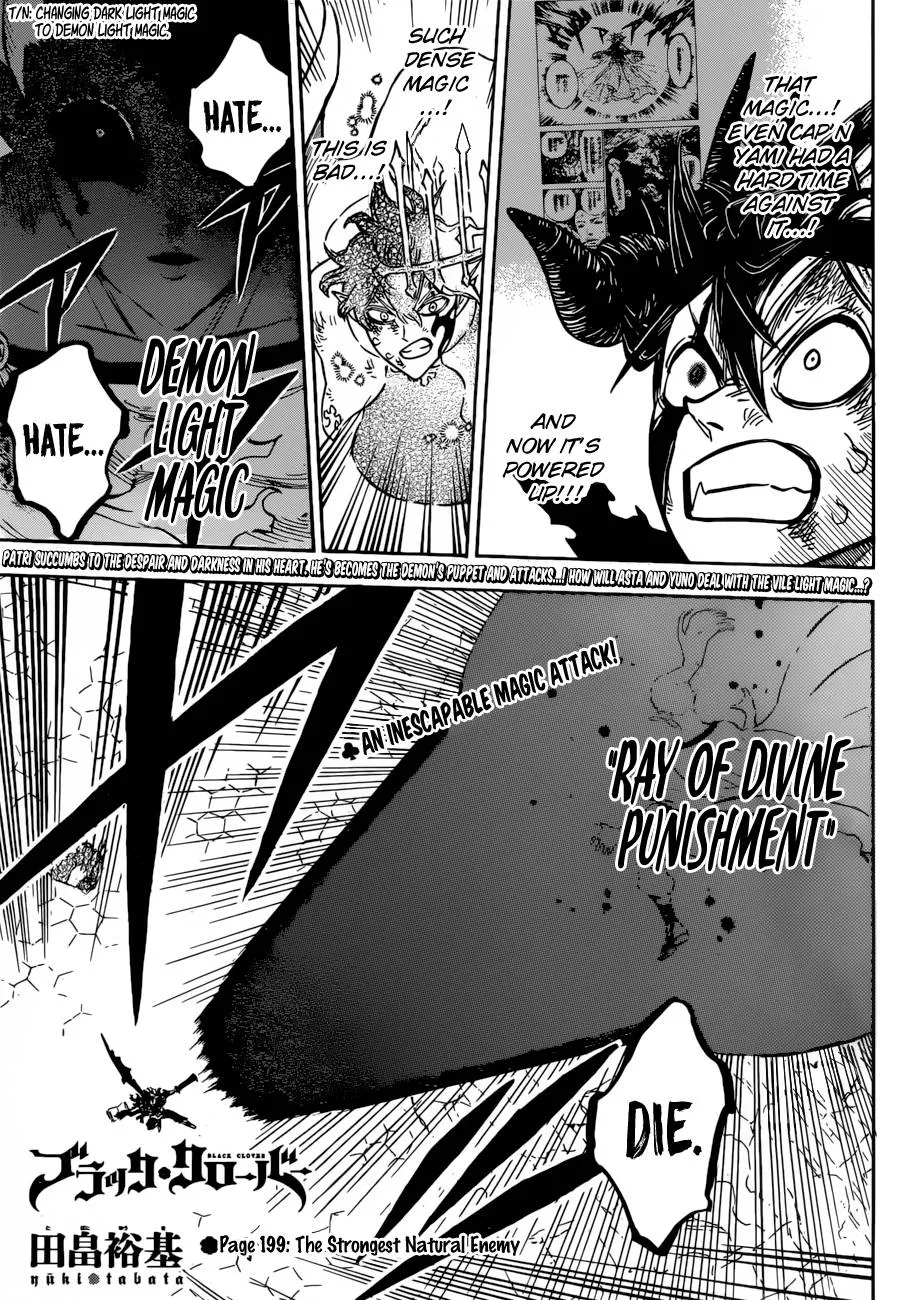 T/N: CHANGING DARK LIGHT MAGIC
TO DEMON LIGHT MAGIC.
THAT
MAGIC...!
EVEN CAP'N
YAMI HAD A
HARD TIME
AGAINST
IT...!
AND
NOW IT'S
POWERED
UP!!!
SUCH
DENSE
MAGIC
...!
THIS IS
BAD...!
HATE...
HATE...
DEMON
LIGHT
MAGIC
PATRI SUCCUMBS TO THE DESPAIR AND DARKNESS IN HIS HEART. HE'S BECOMES THE DEMON'S PUPPET AND ATTACKS...! HOW WILL ASTA AND YUNO DEAL WITH THE VILE LIGHT MAGIC...?
♣ AN INESCAPABLE MAGIC ATTACK!
"RAY OF DIVINE
PUNISHMENT"
DIE.
BLACK CLOVER
ブラック・クローバー
田畠裕基
yūki tabata
Page 199: The Strongest Natural Enemy